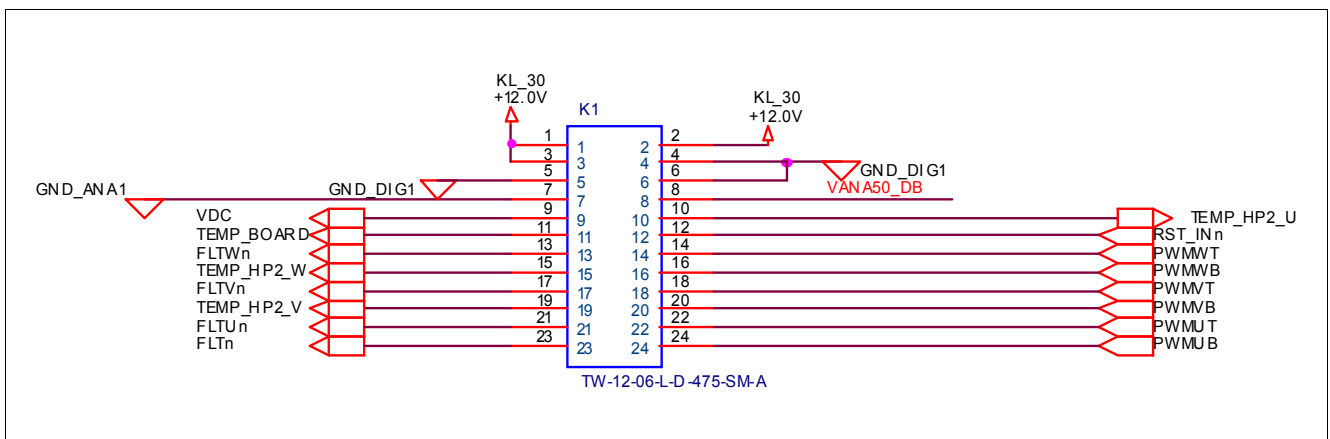 KL_30
+12.0V
KL_30
+12.0V
K1
1 1 2 2
3 3 4 4
5 5 6 6
GND_DIG1
GND_DIG1
GND_ANA1
VANA50_DB
7 7 8 8
VDC 9 9 10 10 TEMP_HP2_U
TEMP_BOARD 11 11 12 12 RST_INn
FLTWn 13 13 14 14 PWMWT
TEMP_HP2_W 15 15 16 16 PWMWB
FLTVn 17 17 18 18 PWMVT
TEMP_HP2_V 19 19 20 20 PWMVB
FLTUn 21 21 22 22 PWMUT
FLTn 23 23 24 24 PWMUB
TW-12-06-L-D-475-SM-A